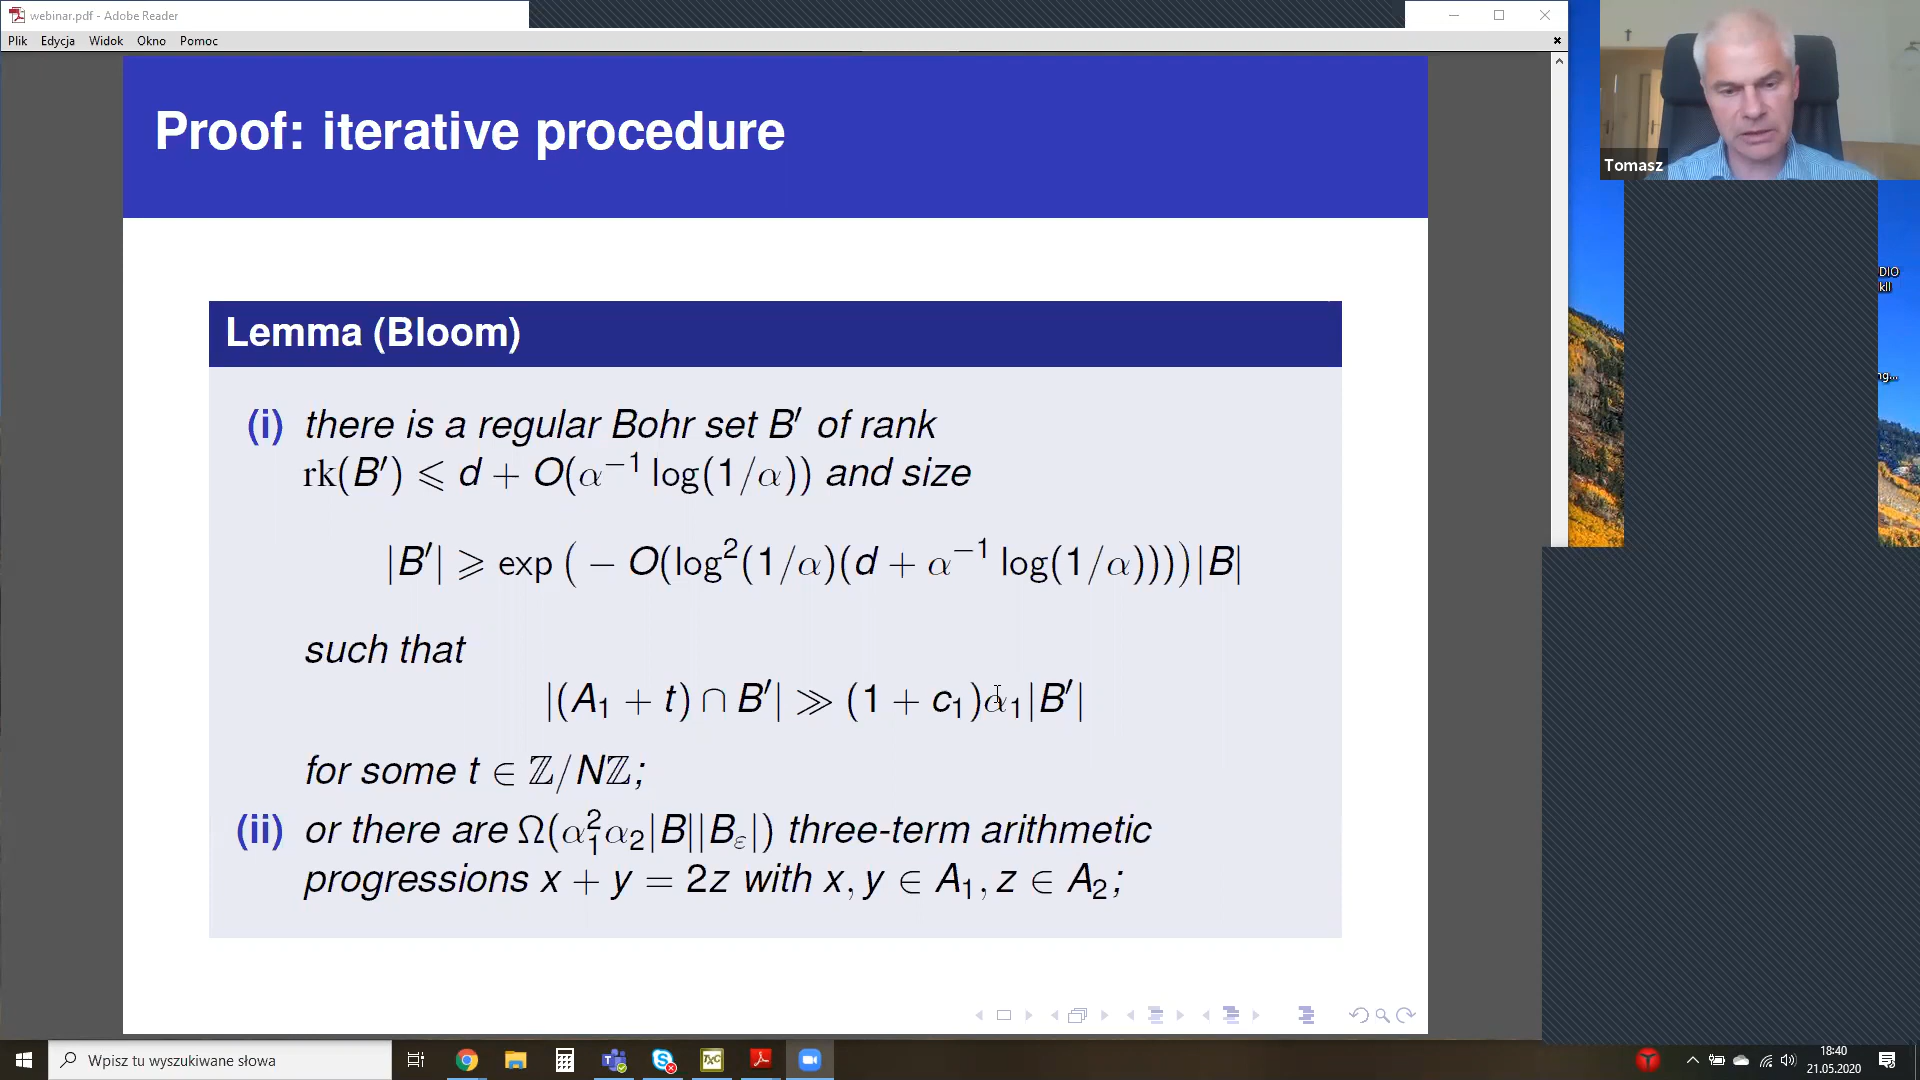 webinar.pdf - Adobe Reader
Plik Edycja Widok Okno Pomoc
Proof: iterative procedure
Lemma (Bloom)
(i) there is a regular Bohr set B′ of rank
rk(B′) ⩽ d + O(α⁻¹ log(1/α)) and size
|B′| ⩾ exp ( − O(log²(1/α)(d + α⁻¹ log(1/α))))|B|
such that
|(A₁ + t) ∩ B′| ≫ (1 + c₁)α₁|B′|
for some t ∈ ℤ/Nℤ;
(ii) or there are Ω(α₁²α₂|B||B_ε|) three-term arithmetic
progressions x + y = 2z with x, y ∈ A₁, z ∈ A₂;
Tomasz
DIO
kll
ng...
Wpisz tu wyszukiwane słowa
18:40
21.05.2020